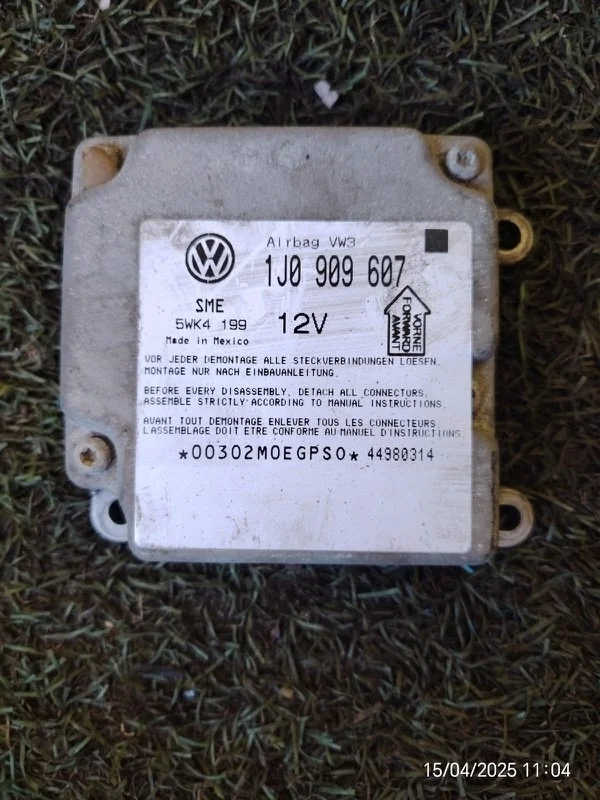 Airbag VW3
1J0 909 607
SME
5WK4 199
12V
Made in Mexico
VORNE
FORWARD
AVANT
VOR JEDER DEMONTAGE ALLE STECKVERBINDUNGEN LOESEN.
MONTAGE NUR NACH EINBAUANLEITUNG.
BEFORE EVERY DISASSEMBLY, DETACH ALL CONNECTORS.
ASSEMBLE STRICTLY ACCORDING TO MANUAL INSTRUCTIONS.
AVANT TOUT DEMONTAGE ENLEVER TOUS LES CONNECTEURS.
L'ASSEMBLAGE DOIT ETRE CONFORME AU MANUEL D'INSTRUCTIONS.
*00302M0EGPS0* 44980314
15/04/2025 11:04